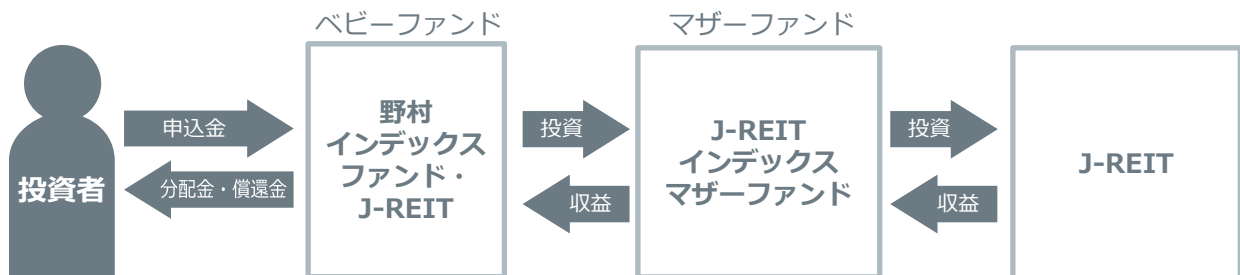 ベビーファンド
マザーファンド
投資者
申込金
分配金・償還金
野村
インデックス
ファンド・
J-REIT
投資
収益
J-REIT
インデックス
マザーファンド
投資
収益
J-REIT